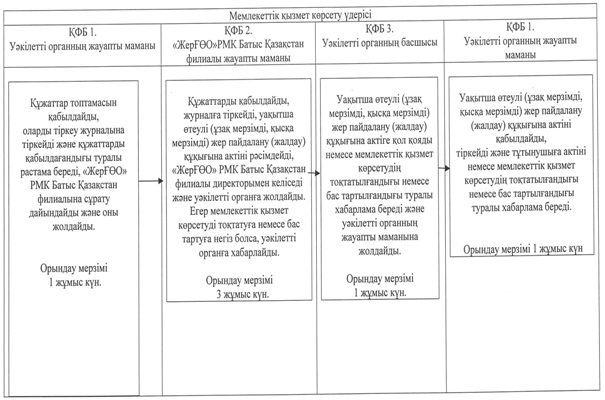 Мемлекеттік қызмет көрсету үдерісі
ҚФБ 1.
Уәкілетті органның жауапты маманы
ҚФБ 2.
«ЖерҒӨО»РМК Батыс Қазақстан
филиалы жауапты маманы
ҚФБ 3.
Уәкілетті органның басшысы
ҚФБ 1.
Уәкілетті органның жауапты
маманы
Құжаттар топтамасын
қабылдайды,
оларды тіркеу журналына
тіркейді және құжаттарды
қабылдағандығы туралы
растама береді, «ЖерҒӨО»
РМК Батыс Қазақстан
филиалына сұрату
дайындайды және оны
жолдайды.
Орындау мерзімі
1 жұмыс күн.
Құжаттарды қабылдайды,
журналға тіркейді, уақытша
өтеулі (ұзақ мерзімді, қысқа
мерзімді) жер пайдалану (жалдау)
құқығына актіні рәсімдейді,
«ЖерҒӨО» РМК Батыс Қазақстан
филиалы директорымен келіседі
және уәкілетті органға жолдайды.
Егер мемлекеттік қызмет
көрсетуді тоқтатуға немесе бас
тартуға негіз болса, уәкілетті
органға хабарлайды.
Орындау мерзімі
3 жұмыс күн.
Уақытша өтеулі (ұзақ
мерзімді, қысқа мерзімді)
жер пайдалану (жалдау)
құқығына актіге қол қояды
немесе мемлекеттік қызмет
көрсетудің
тоқтатылғандығы немесе
бас тартылғандығы туралы
хабарлама береді және
уәкілетті органның
жауапты маманына
жолдайды.
Орындау мерзімі
1 жұмыс күн.
Уақытша өтеулі (ұзақ мерзімді,
қысқа мерзімді) жер пайдалану
(жалдау) құқығына актіні
қабылдайды,
тіркейді және тұтынушыға актіні
немесе мемлекеттік қызмет
көрсетудің тоқтатылғандығы
немесе бас тартылғандығы
туралы хабарлама береді.
Орындау мерзімі 1 жұмыс күн